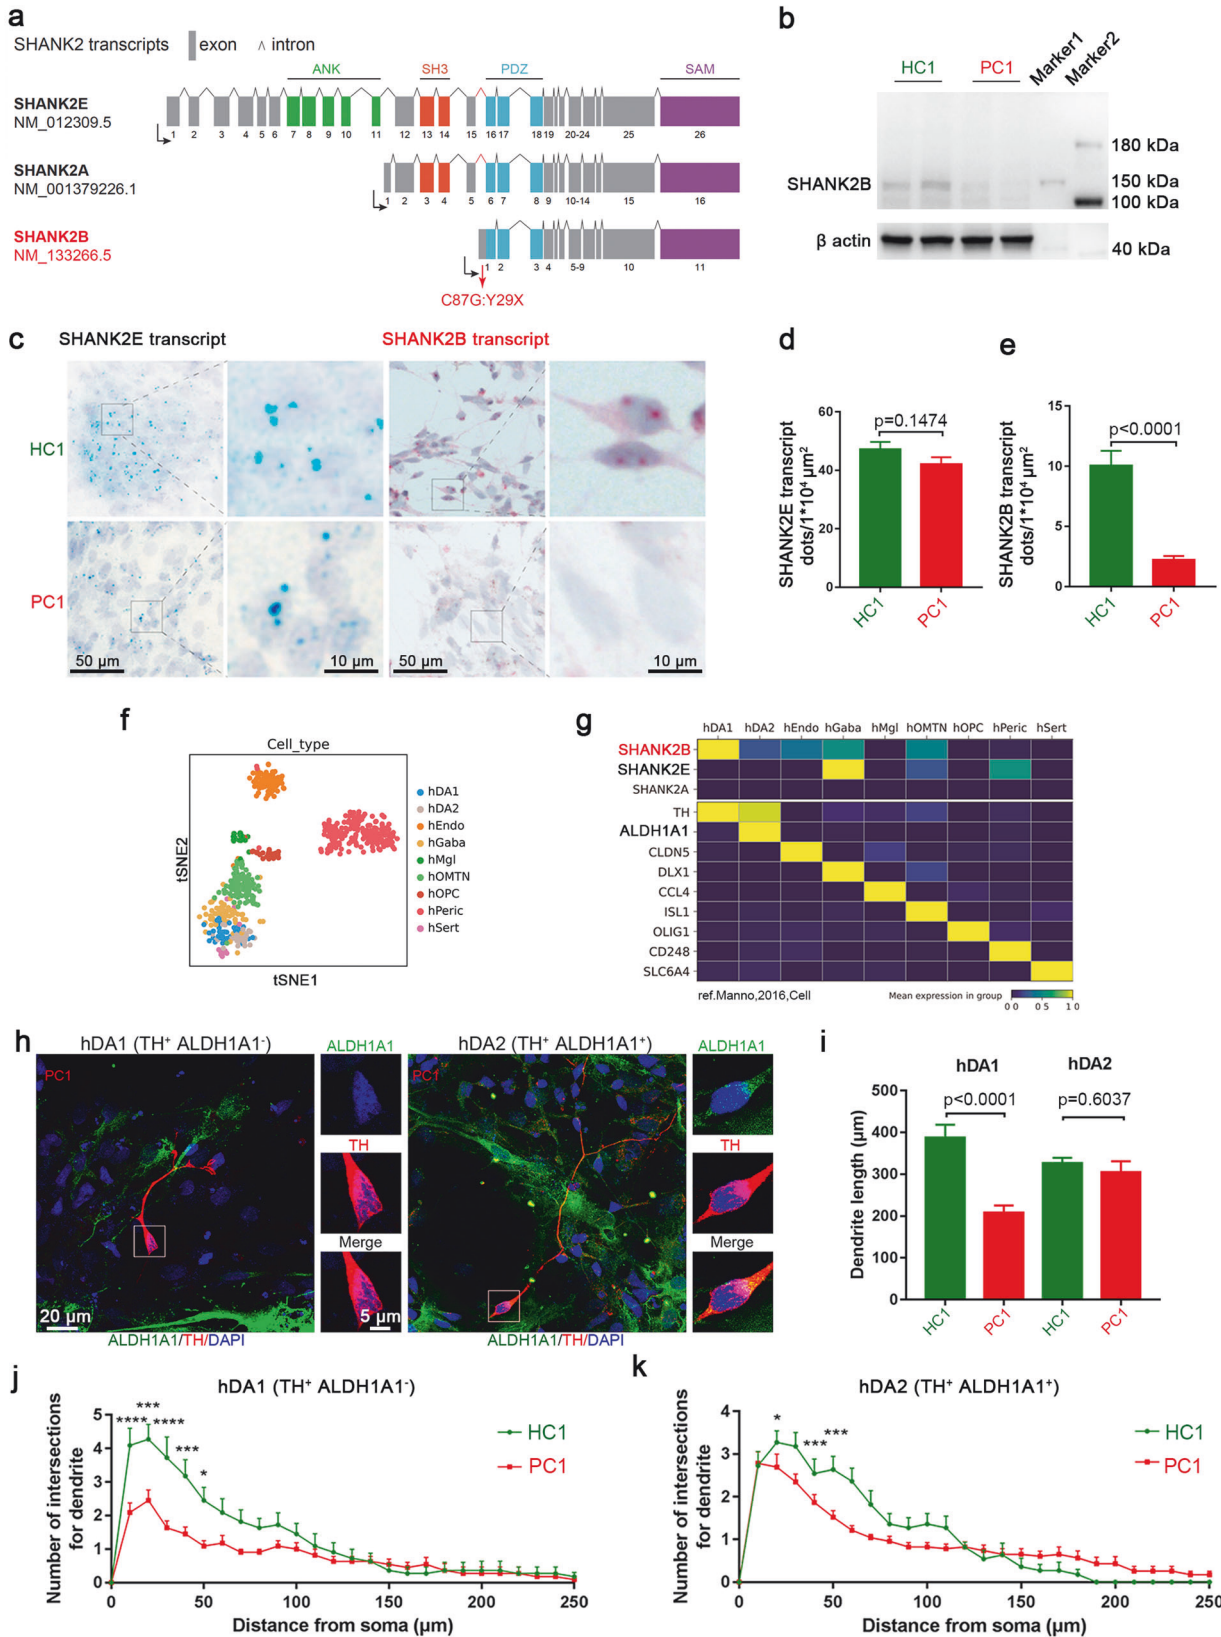 a
SHANK2 transcripts exon ^ intron
ANK SH3 PDZ SAM
SHANK2E
NM_012309.5
1 2 3 4 5 6 7 8 9 10 11 12 13 14 15 16 17 18 19 20-24 25 26
SHANK2A
NM_001379226.1
1 2 3 4 5 6 7 8 9 10-14 15 16
SHANK2B
NM_133266.5
1 2 3 4 5-9 10 11
C87G:Y29X
b
HC1 PC1 Marker1 Marker2
180 kDa
SHANK2B 150 kDa
100 kDa
β actin 40 kDa
c
SHANK2E transcript SHANK2B transcript
HC1
PC1
50 µm 10 µm 50 µm 10 µm
d
SHANK2E transcript
dots/1*10⁴ µm²
60
40
20
0
p=0.1474
HC1 PC1
e
SHANK2B transcript
dots/1*10⁴ µm²
15
10
5
0
p<0.0001
HC1 PC1
f
Cell_type
tSNE2
tSNE1
hDA1
hDA2
hEndo
hGaba
hMgl
hOMTN
hOPC
hPeric
hSert
g
hDA1 hDA2 hEndo hGaba hMgl hOMTN hOPC hPeric hSert
SHANK2B
SHANK2E
SHANK2A
TH
ALDH1A1
CLDN5
DLX1
CCL4
ISL1
OLIG1
CD248
SLC6A4
ref.Manno,2016,Cell Mean expression in group
0 0 5 1 0
h
hDA1 (TH⁺ ALDH1A1⁻) ALDH1A1 hDA2 (TH⁺ ALDH1A1⁺) ALDH1A1
PC1 PC1
TH TH
Merge Merge
20 µm 5 µm
ALDH1A1/TH/DAPI ALDH1A1/TH/DAPI
i
hDA1 hDA2
Dendrite length (µm)
500
400
300
200
100
0
p<0.0001 p=0.6037
HC1 PC1 HC1 PC1
j
hDA1 (TH⁺ ALDH1A1⁻)
Number of intersections
for dendrite
5
4
3
2
1
0
**** *** **** *** *
HC1
PC1
0 50 100 150 200 250
Distance from soma (µm)
k
hDA2 (TH⁺ ALDH1A1⁺)
Number of intersections
for dendrite
4
3
2
1
0
* *** ***
HC1
PC1
0 50 100 150 200 250
Distance from soma (µm)